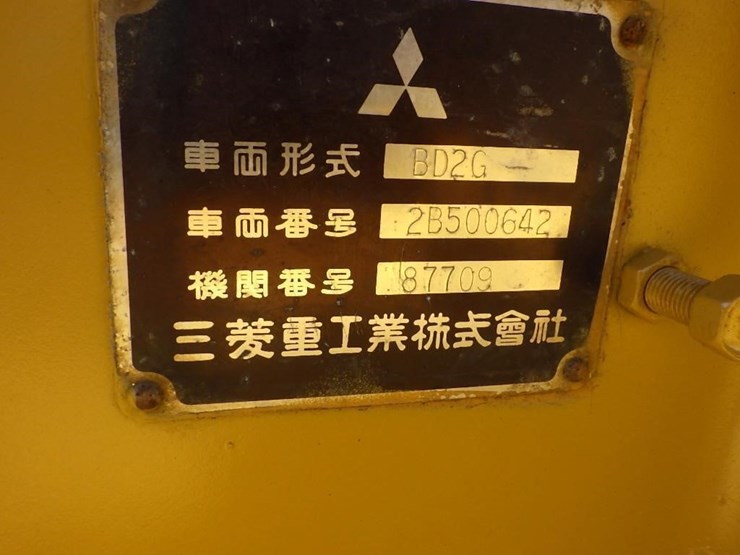 車両形式 BD2G —
車両番号 2B500642
機関番号 87709
三菱重工業株式會社